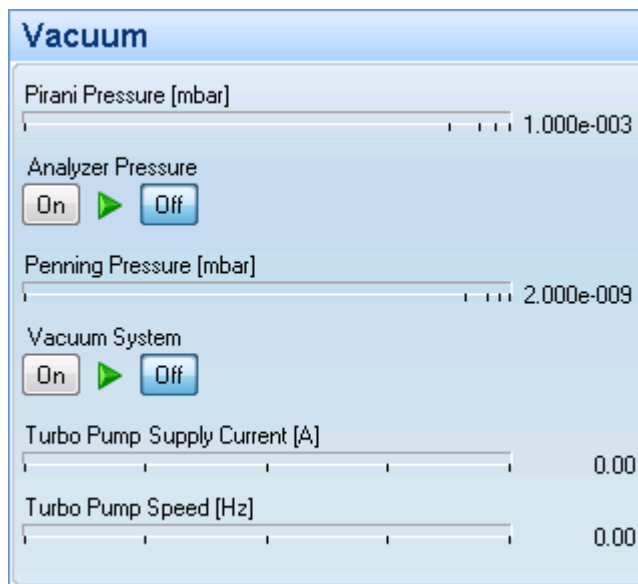 Vacuum
Pirani Pressure [mbar]
1.000e-003
Analyzer Pressure
On Off
Penning Pressure [mbar]
2.000e-009
Vacuum System
On Off
Turbo Pump Supply Current [A]
0.00
Turbo Pump Speed [Hz]
0.00